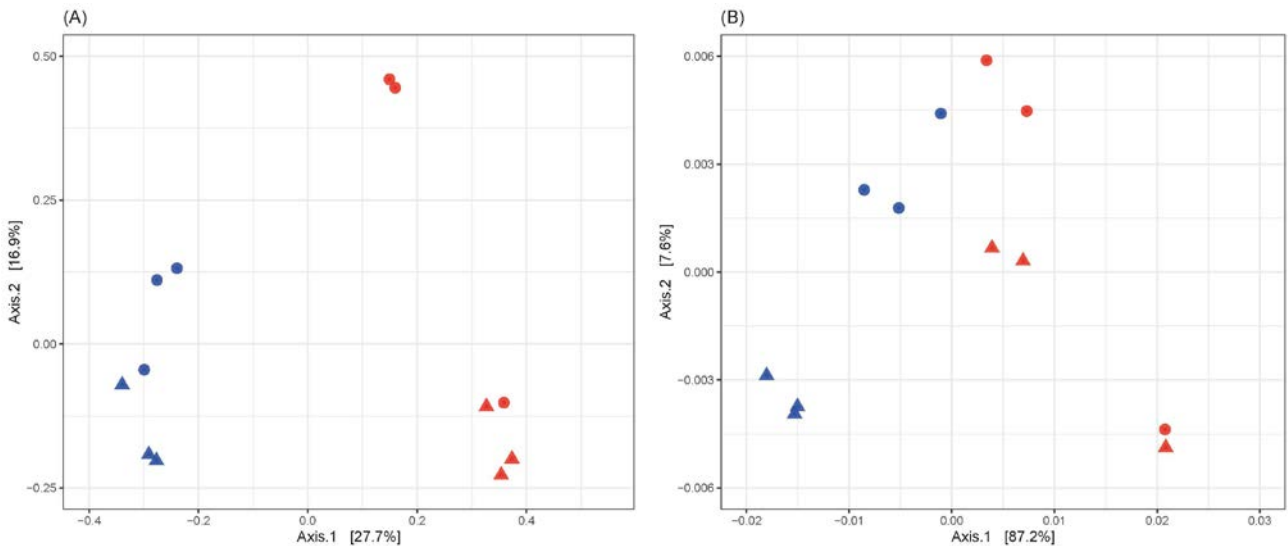 (A)
0.50
0.25
0.00
−0.25
Axis.2 [16.9%]
−0.4 −0.2 0.0 0.2 0.4
Axis.1 [27.7%]
(B)
0.006
0.003
0.000
−0.003
−0.006
Axis.2 [7.6%]
−0.02 −0.01 0.00 0.01 0.02 0.03
Axis.1 [87.2%]